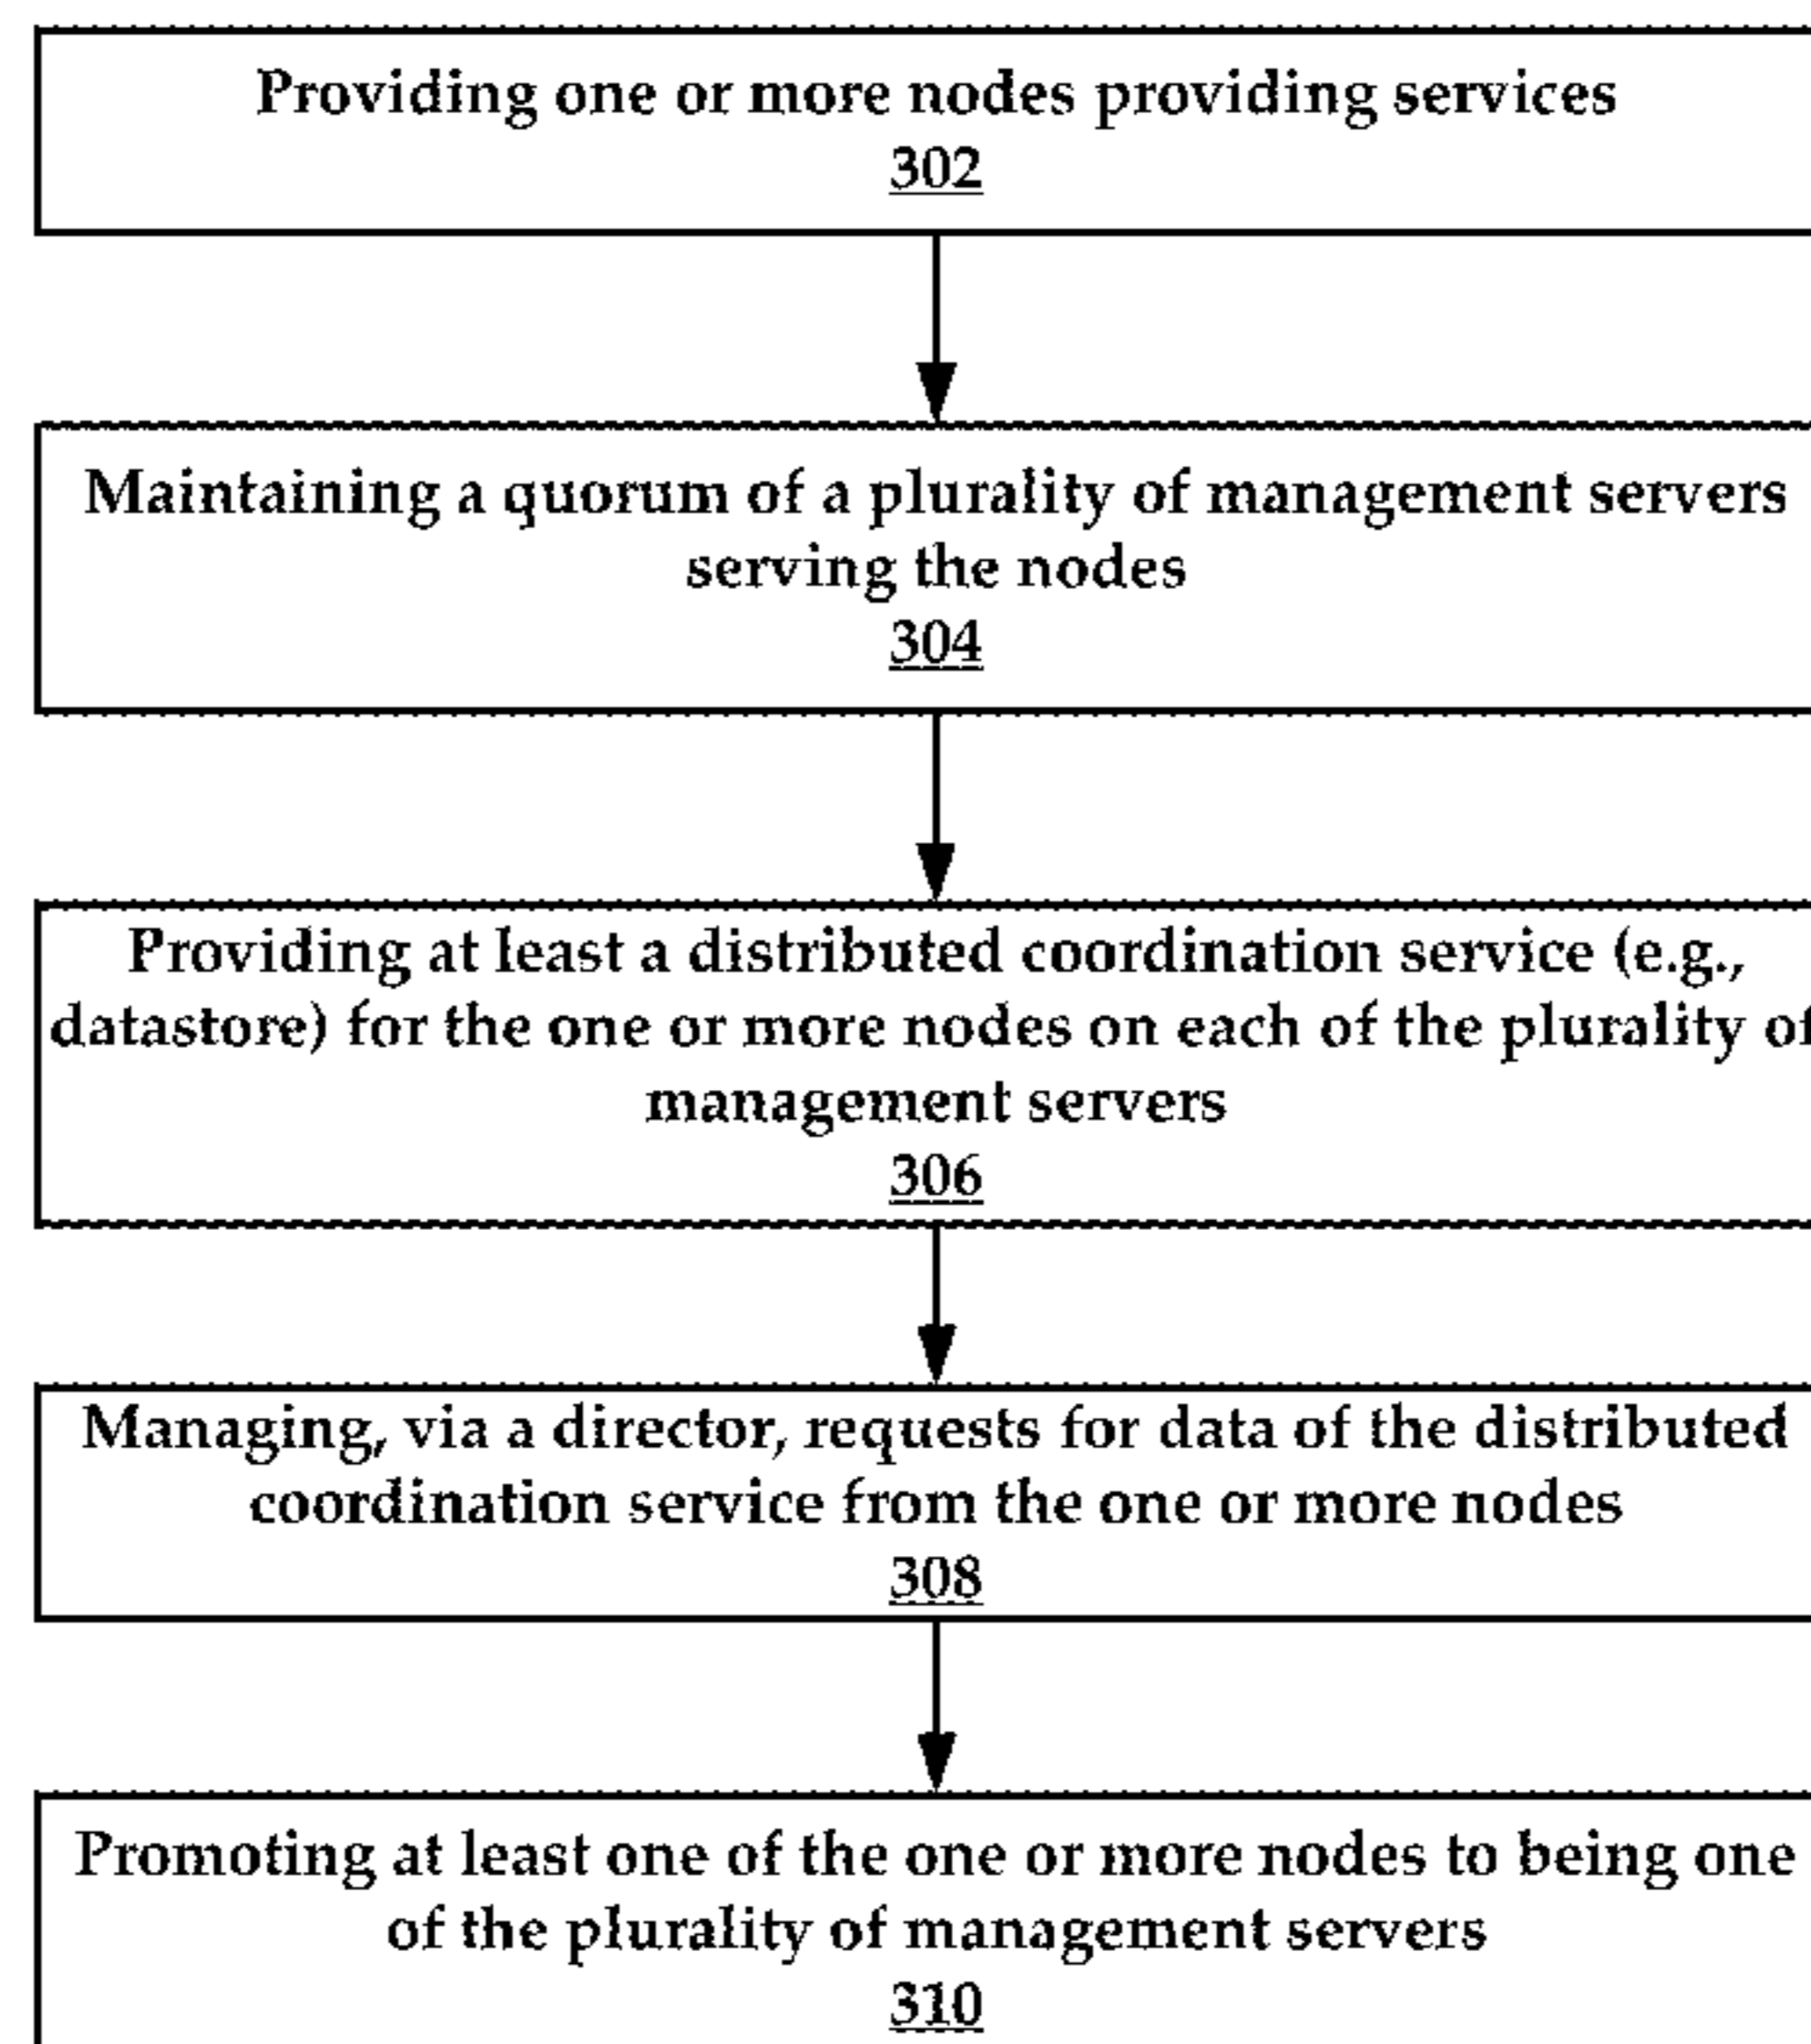 Providing one or more nodes providing services
302
Maintaining a quorum of a plurality of management servers
serving the nodes
304
Providing at least a distributed coordination service (e.g.,
datastore) for the one or more nodes on each of the plurality of
management servers
306
Managing, via a director, requests for data of the distributed
coordination service from the one or more nodes
308
Promoting at least one of the one or more nodes to being one
of the plurality of management servers
310